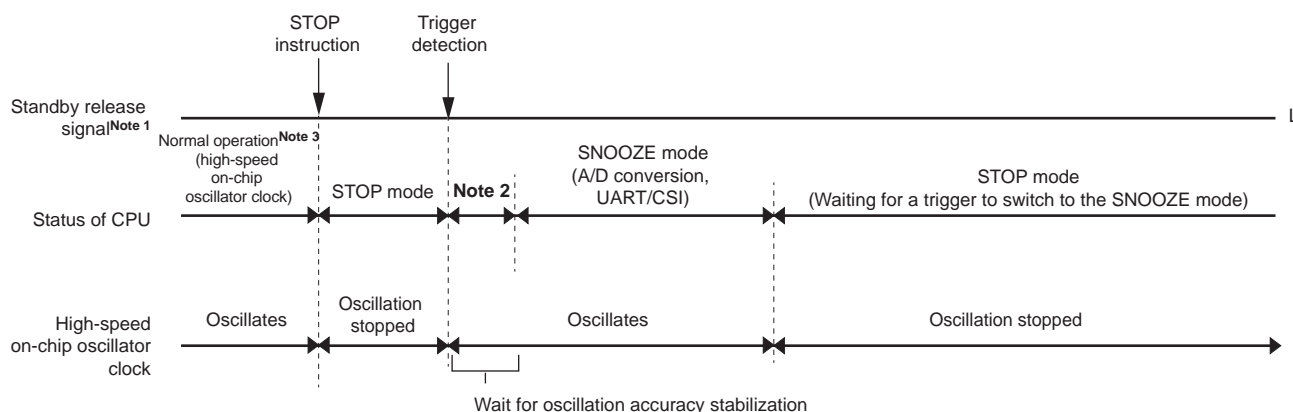 STOP
instruction
Trigger
detection
Standby release
signalNote 1
L
Normal operationNote 3
(high-speed
on-chip
oscillator clock)
STOP mode
Note 2
SNOOZE mode
(A/D conversion,
UART/CSI)
STOP mode
(Waiting for a trigger to switch to the SNOOZE mode)
Status of CPU
High-speed
on-chip oscillator
clock
Oscillates
Oscillation
stopped
Oscillates
Oscillation stopped
Wait for oscillation accuracy stabilization